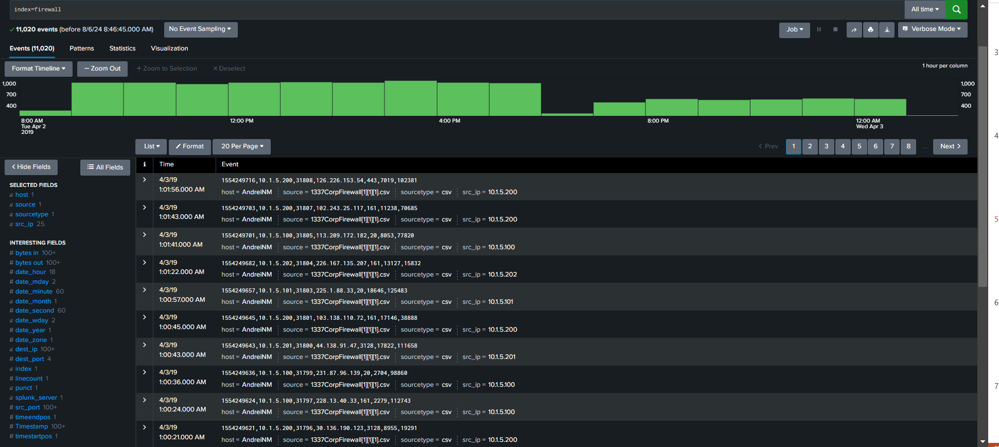 index=firewall
All time
11,020 events (before 8/6/24 8:46:45.000 AM)
No Event Sampling
Job
Verbose Mode
Events (11,020)
Patterns
Statistics
Visualization
Format Timeline
— Zoom Out
+ Zoom to Selection
× Deselect
1 hour per column
1,000
700
400
1,000
700
400
8:00 AM
Tue Apr 2
2019
12:00 PM
4:00 PM
8:00 PM
12:00 AM
Wed Apr 3
List
Format
20 Per Page
< Prev
1
2
3
4
5
6
7
8
...
Next >
< Hide Fields
All Fields
SELECTED FIELDS
a host 1
a source 1
a sourcetype 1
a src_ip 25
INTERESTING FIELDS
# bytes in 100+
# bytes out 100+
# date_hour 18
# date_mday 2
# date_minute 60
a date_month 1
# date_second 60
a date_wday 2
# date_year 1
# date_zone 1
a dest_ip 100+
# dest_port 4
a index 1
# linecount 1
a punct 1
a splunk_server 1
# src_port 100+
# timeendpos 1
# Timestamp 100+
# timestartpos 1
i
Time
Event
4/3/19
1:01:56.000 AM
1554249716,10.1.5.200,31808,126.226.153.54,443,7019,102381
host = AndreiNM source = 1337CorpFirewall[1][1][1].csv sourcetype = csv src_ip = 10.1.5.200
4/3/19
1:01:43.000 AM
1554249703,10.1.5.200,31807,102.243.25.117,161,11238,70685
host = AndreiNM source = 1337CorpFirewall[1][1][1].csv sourcetype = csv src_ip = 10.1.5.200
4/3/19
1:01:41.000 AM
1554249701,10.1.5.100,31805,113.209.172.182,20,8053,77820
host = AndreiNM source = 1337CorpFirewall[1][1][1].csv sourcetype = csv src_ip = 10.1.5.100
4/3/19
1:01:22.000 AM
1554249682,10.1.5.202,31804,226.167.135.207,161,13127,15832
host = AndreiNM source = 1337CorpFirewall[1][1][1].csv sourcetype = csv src_ip = 10.1.5.202
4/3/19
1:00:57.000 AM
1554249657,10.1.5.101,31803,225.1.88.33,20,18646,125483
host = AndreiNM source = 1337CorpFirewall[1][1][1].csv sourcetype = csv src_ip = 10.1.5.101
4/3/19
1:00:45.000 AM
1554249645,10.1.5.200,31801,103.138.110.72,161,17146,38888
host = AndreiNM source = 1337CorpFirewall[1][1][1].csv sourcetype = csv src_ip = 10.1.5.200
4/3/19
1:00:43.000 AM
1554249643,10.1.5.201,31800,44.138.91.47,3128,17822,111658
host = AndreiNM source = 1337CorpFirewall[1][1][1].csv sourcetype = csv src_ip = 10.1.5.201
4/3/19
1:00:36.000 AM
1554249636,10.1.5.100,31799,231.87.96.139,20,2704,98860
host = AndreiNM source = 1337CorpFirewall[1][1][1].csv sourcetype = csv src_ip = 10.1.5.100
4/3/19
1:00:24.000 AM
1554249624,10.1.5.100,31797,228.13.40.33,161,2279,112743
host = AndreiNM source = 1337CorpFirewall[1][1][1].csv sourcetype = csv src_ip = 10.1.5.100
4/3/19
1:00:21.000 AM
1554249621,10.1.5.200,31796,30.136.190.123,3128,8955,19291
host = AndreiNM source = 1337CorpFirewall[1][1][1].csv sourcetype = csv src_ip = 10.1.5.200
3
4
5
6
7